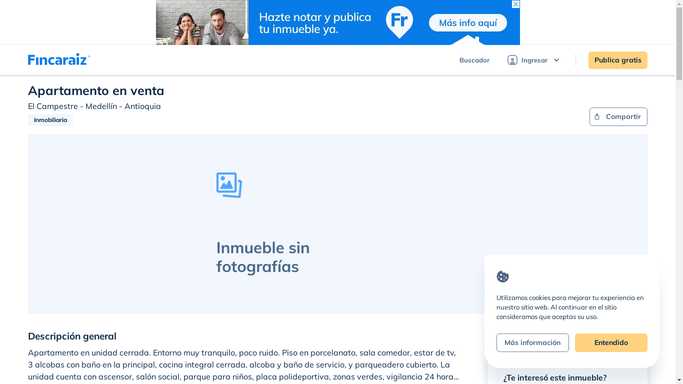 Hazte notar y publica
tu inmueble ya.
Fr
Más info aquí
Fincaraiz
Buscador
Ingresar
Publica gratis
Apartamento en venta
El Campestre - Medellín - Antioquia
Inmobiliaria
Compartir
Inmueble sin
fotografías
Utilizamos cookies para mejorar tu experiencia en
nuestro sitio web. Al continuar en el sitio
consideramos que aceptas su uso.
Más información
Entendido
Descripción general
Apartamento en unidad cerrada. Entorno muy tranquilo, poco ruido. Piso en porcelanato, sala comedor, estar de tv,
3 alcobas con baño en la principal, cocina integral cerrada, alcoba y baño de servicio, y parqueadero cubierto. La
unidad cuenta con ascensor, salón social, parque para niños, placa polideportiva, zonas verdes, vigilancia 24 hora...
¿Te interesó este inmueble?